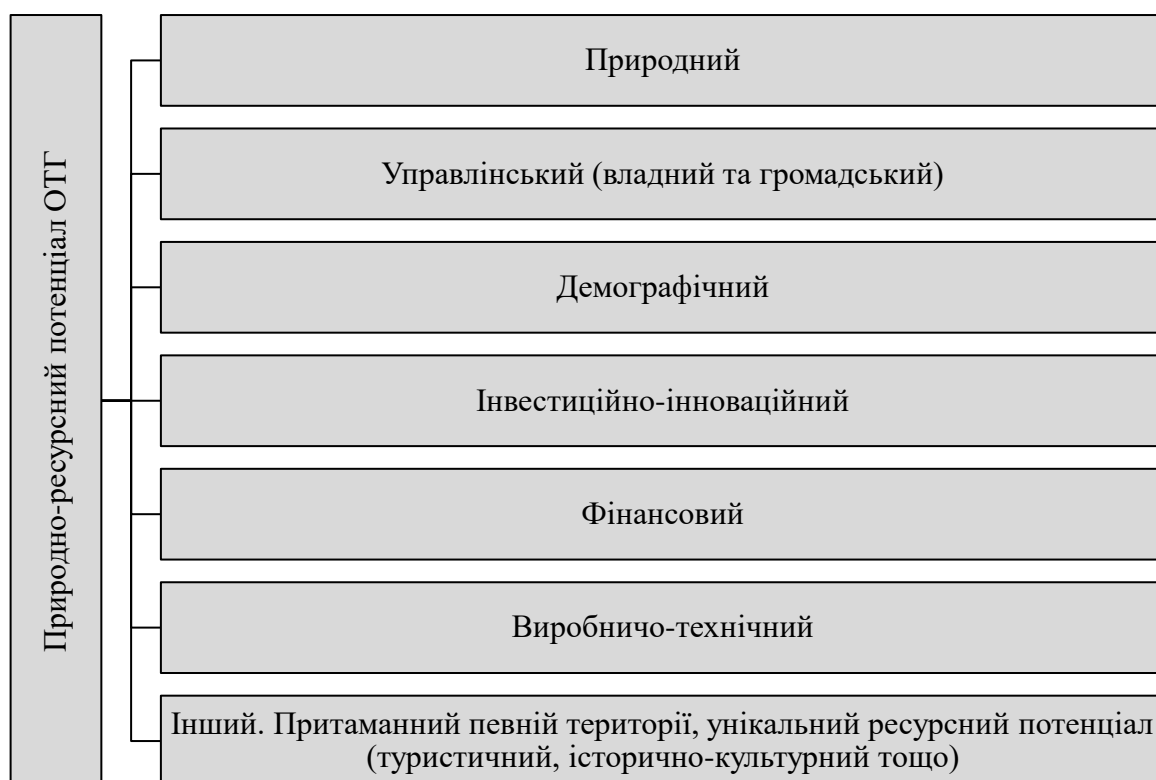 Природно-ресурсний потенціал ОТГ
Природний
Управлінський (владний та громадський)
Демографічний
Інвестиційно-інноваційний
Фінансовий
Виробничо-технічний
Інший. Притаманний певній території, унікальний ресурсний потенціал
(туристичний, історично-культурний тощо)